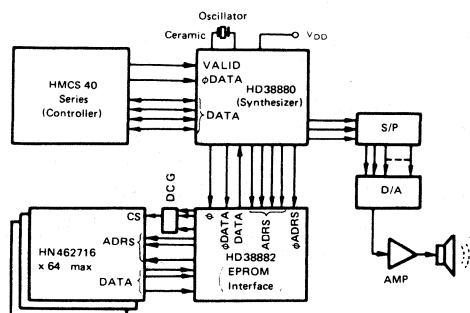 Oscillator
Ceramic
VDD
HMCS 40
Series
(Controller)
VALID
φDATA
HD38880
(Synthesizer)
DATA
S/P
D/A
AMP
DCG
CS
ADRS
HN462716
x 64 max
DATA
φ
φDATA
DATA
ADRS
φADRS
HD38882
EPROM
Interface